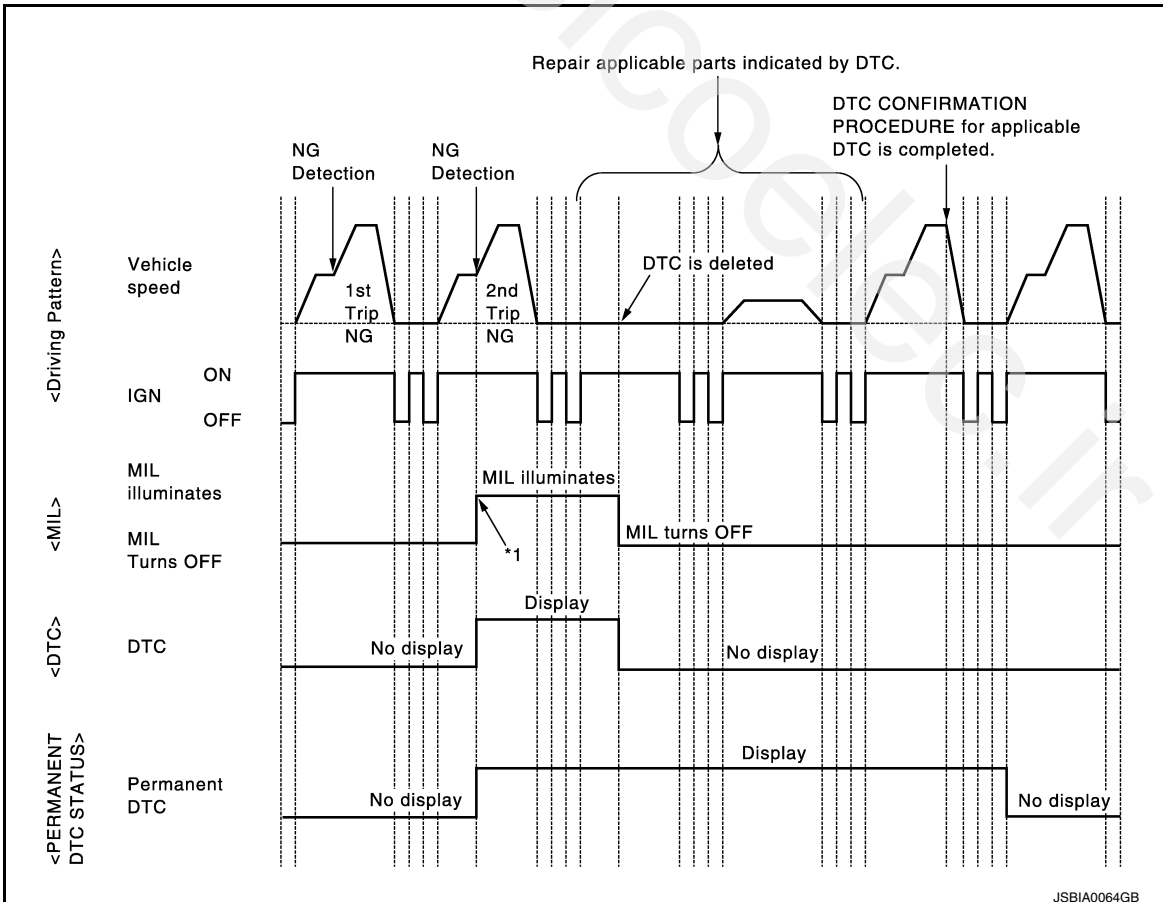 Repair applicable parts indicated by DTC.
DTC CONFIRMATION
PROCEDURE for applicable
DTC is completed.
NG
Detection
NG
Detection
<Driving Pattern>
Vehicle
speed
1st
Trip
NG
2nd
Trip
NG
DTC is deleted
IGN
ON
OFF
<MIL>
MIL
illuminates
MIL
Turns OFF
MIL illuminates
*1
MIL turns OFF
<DTC>
DTC
No display
Display
No display
<PERMANENT
DTC STATUS>
Permanent
DTC
No display
Display
No display
JSBIA0064GB
icoelec.ir